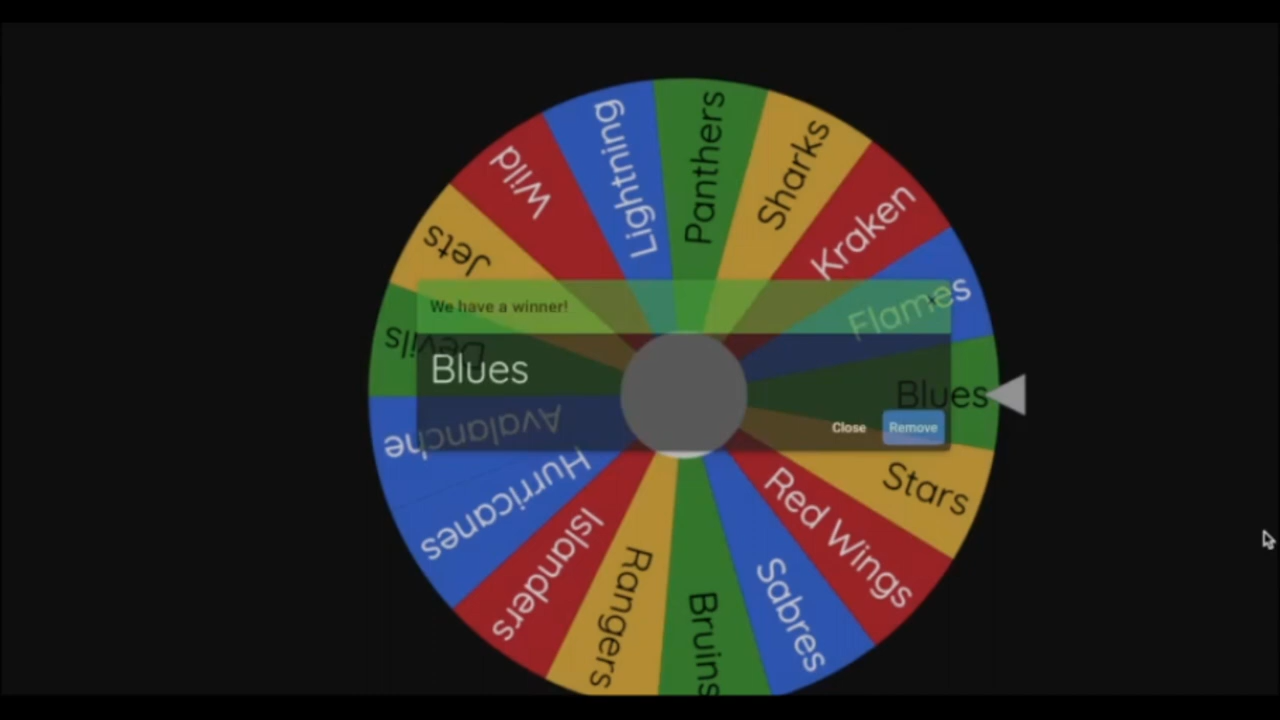 Lightning
Panthers
Sharks
Wild
Kraken
Jets
Flames
We have a winner!
×
Devils
Blues
Blues
Close
Remove
Avalanche
Hurricanes
Stars
Red Wings
Islanders
Rangers
Bruins
Sabres